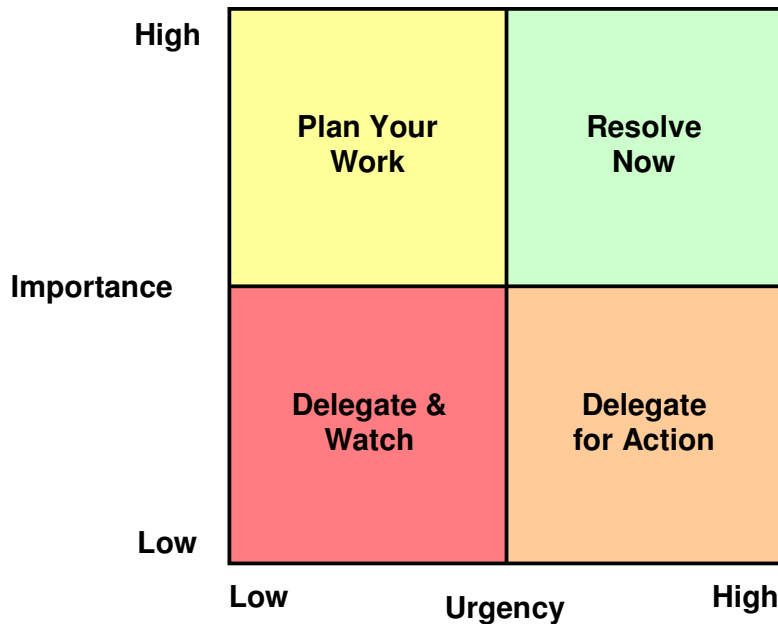 High
Plan Your
Work
Resolve
Now
Importance
Delegate &
Watch
Delegate
for Action
Low
Low
Urgency
High